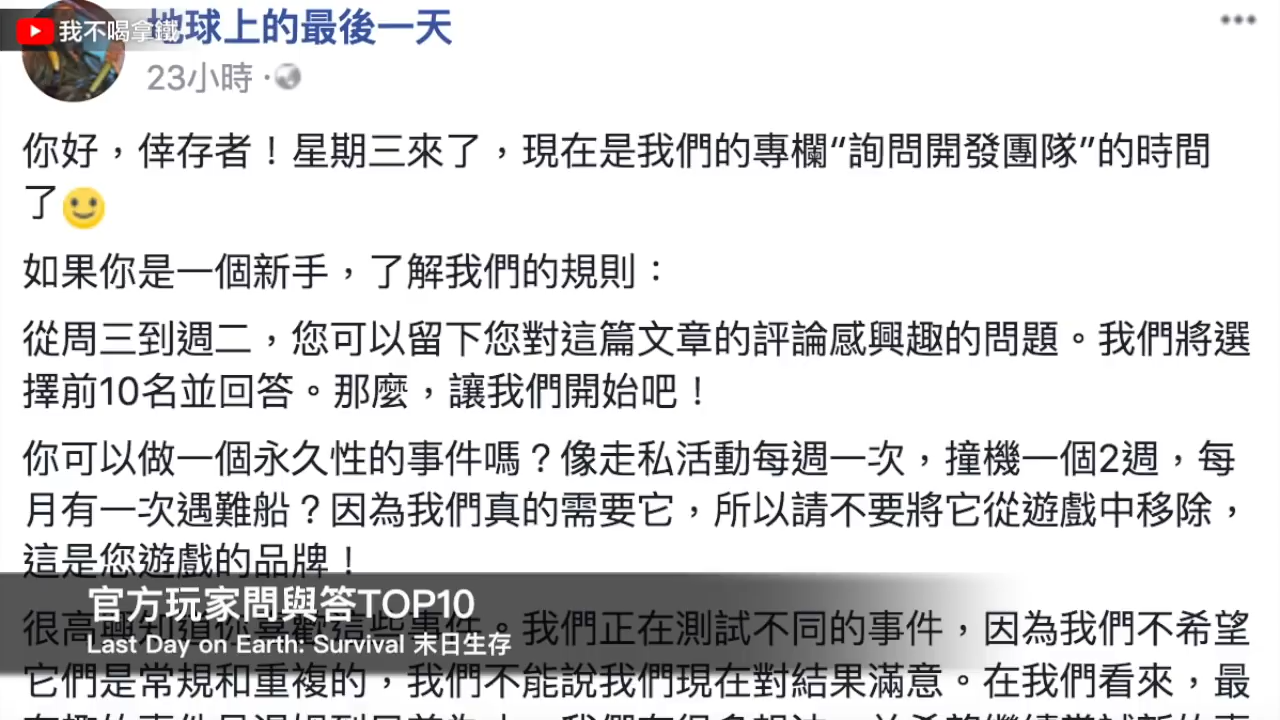 我不喝拿鐵
地球上的最後一天
23小時 ·
你好，倖存者！星期三來了，現在是我們的專欄“詢問開發團隊”的時間
了
如果你是一個新手，了解我們的規則：
從周三到週二，您可以留下您對這篇文章的評論感興趣的問題。我們將選
擇前10名並回答。那麼，讓我們開始吧！
你可以做一個永久性的事件嗎？像走私活動每週一次，撞機一個2週，每
月有一次遇難船？因為我們真的需要它，所以請不要將它從遊戲中移除，
這是您遊戲的品牌！
官方玩家問與答TOP10
Last Day on Earth: Survival 末日生存
很高興知道你喜歡這些事件。我們正在測試不同的事件，因為我們不希望
它們是常規和重複的，我們不能說我們現在對結果滿意。在我們看來，最